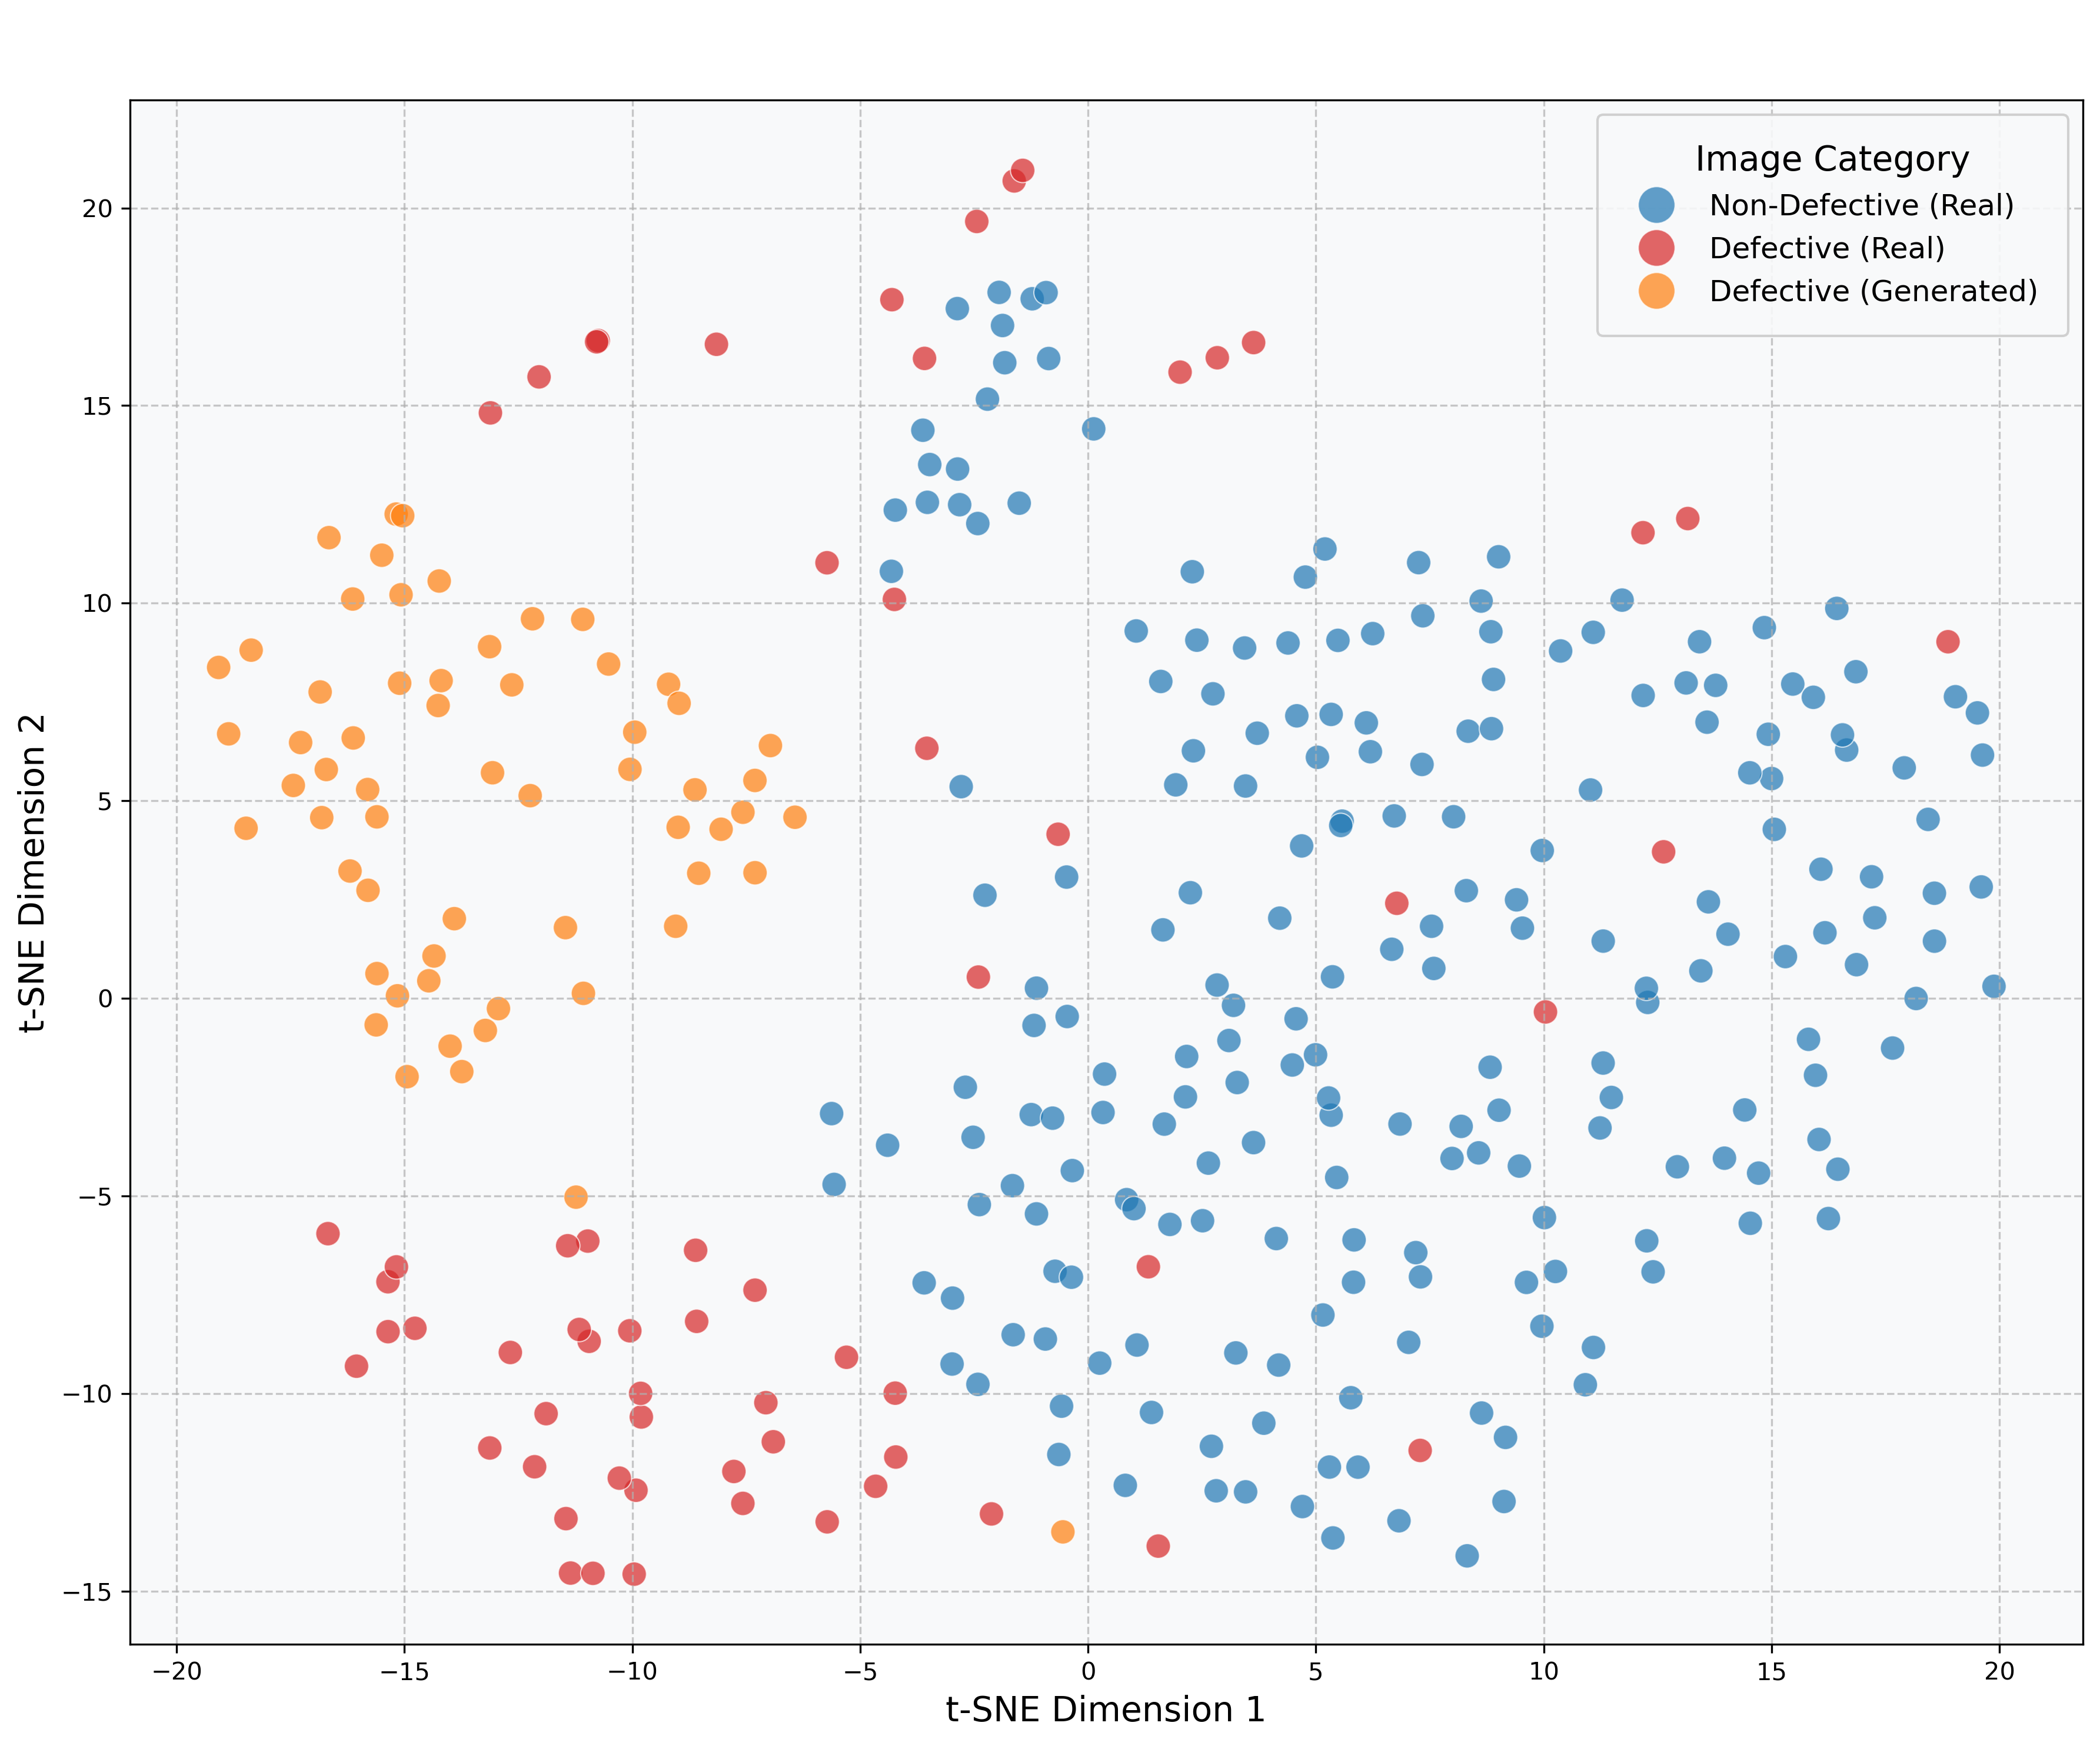 Image Category
Non-Defective (Real)
Defective (Real)
Defective (Generated)
t-SNE Dimension 2
20
15
10
5
0
−5
−10
−15
−20
−15
−10
−5
0
5
10
15
20
t-SNE Dimension 1